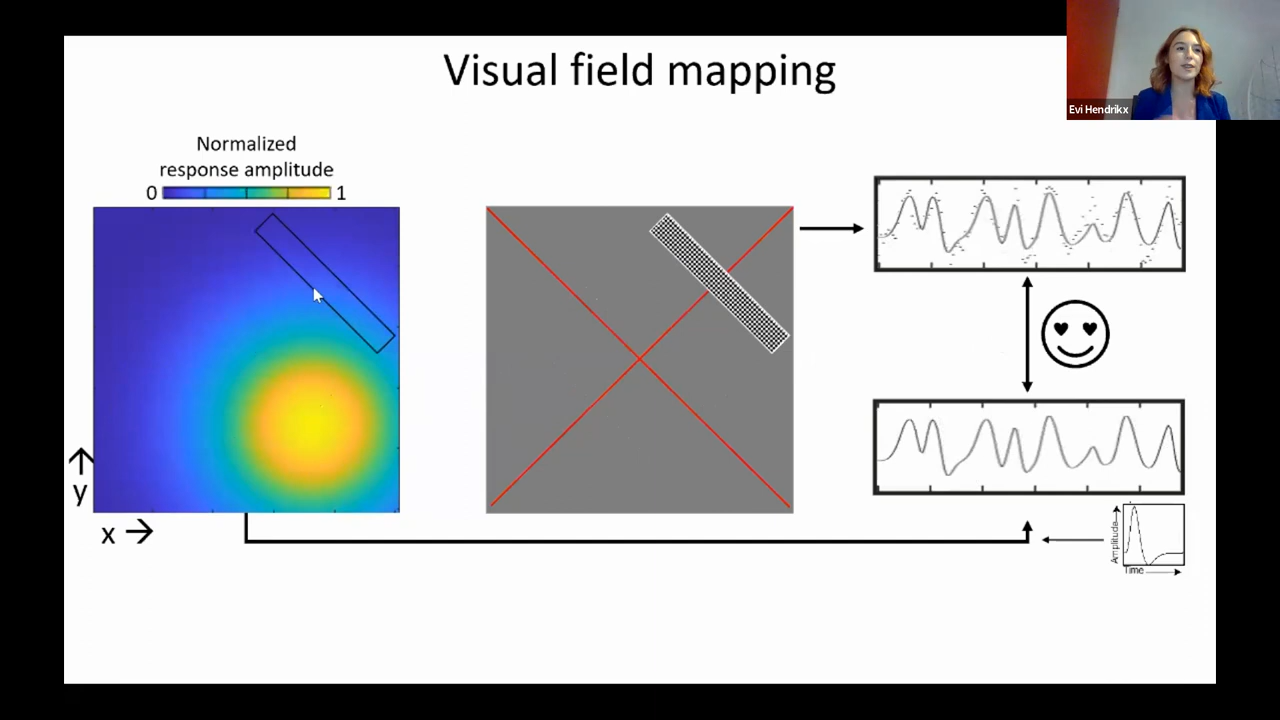 Visual field mapping
Evi Hendrikx
Normalized
response amplitude
0 1
y
x
Amplitude
Time